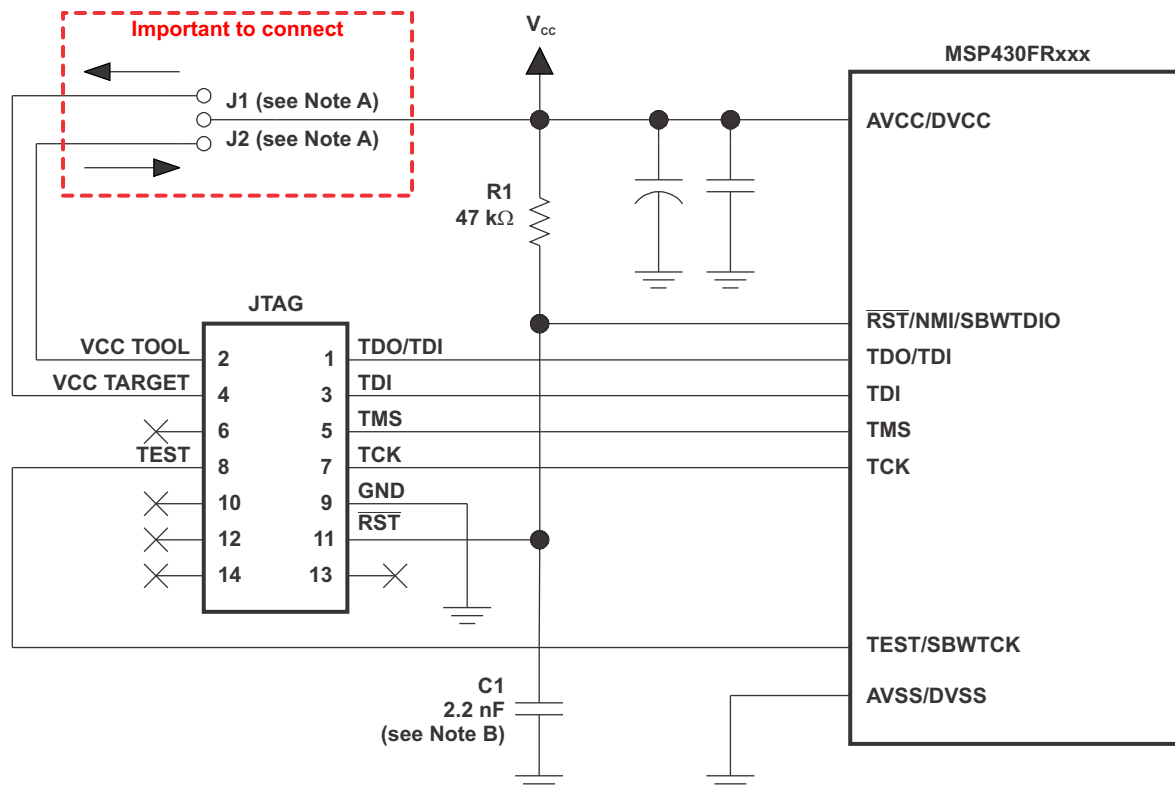 Important to connect
J1 (see Note A)
J2 (see Note A)
VCC
MSP430FRxxx
AVCC/DVCC
R1
47 kΩ
JTAG
VCC TOOL
2
1
TDO/TDI
VCC TARGET
4
3
TDI
6
5
TMS
TEST
8
7
TCK
10
9
GND
12
11
RST
14
13
RST/NMI/SBWTDIO
TDO/TDI
TDI
TMS
TCK
TEST/SBWTCK
AVSS/DVSS
C1
2.2 nF
(see Note B)